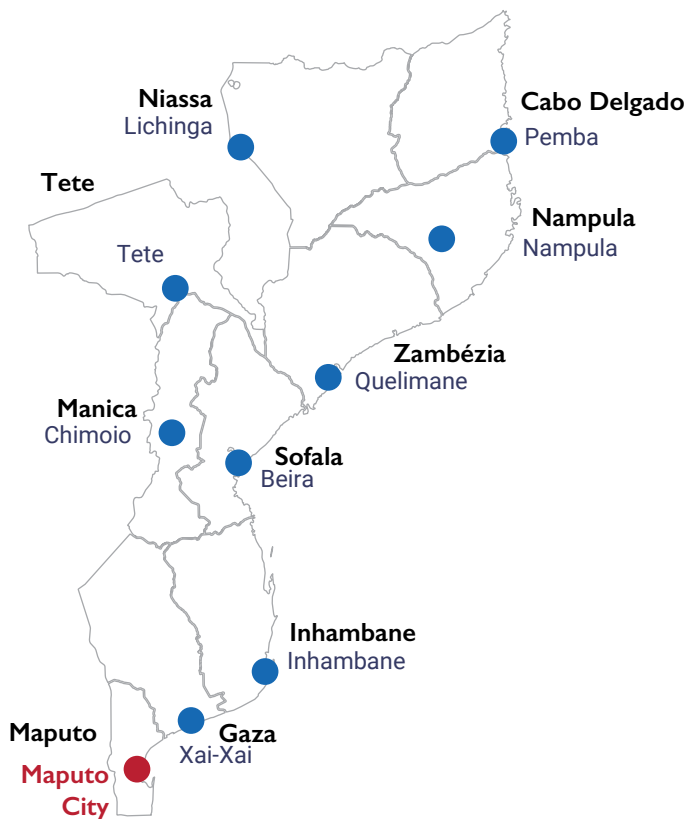 Niassa
Lichinga
Cabo Delgado
Pemba
Tete
Tete
Nampula
Nampula
Zambézia
Quelimane
Manica
Chimoio
Sofala
Beira
Inhambane
Inhambane
Maputo
Gaza
Xai-Xai
Maputo
City